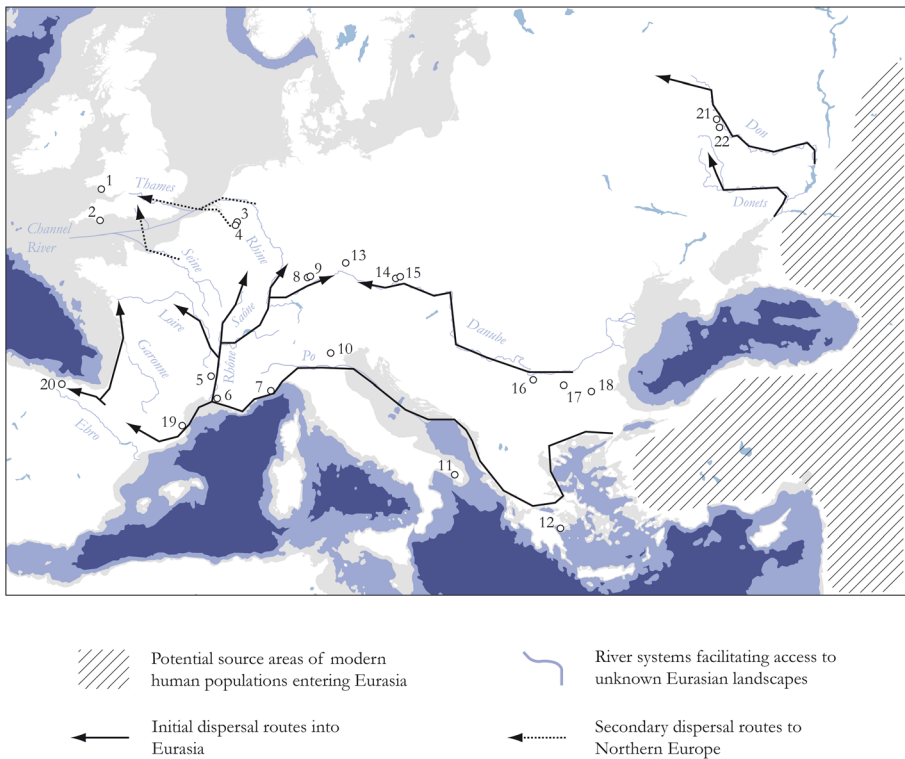 21
22
Don
1
Thames
2
3
4
Donets
Channel
River
Rhine
Seine
13
8
9
14
15
Loire
Saône
Danube
Garonne
Po
10
5
Rhône
16
17
18
20
7
6
Ebro
19
11
12
Potential source areas of modern
human populations entering Eurasia
River systems facilitating access to
unknown Eurasian landscapes
Initial dispersal routes into
Eurasia
Secondary dispersal routes to
Northern Europe